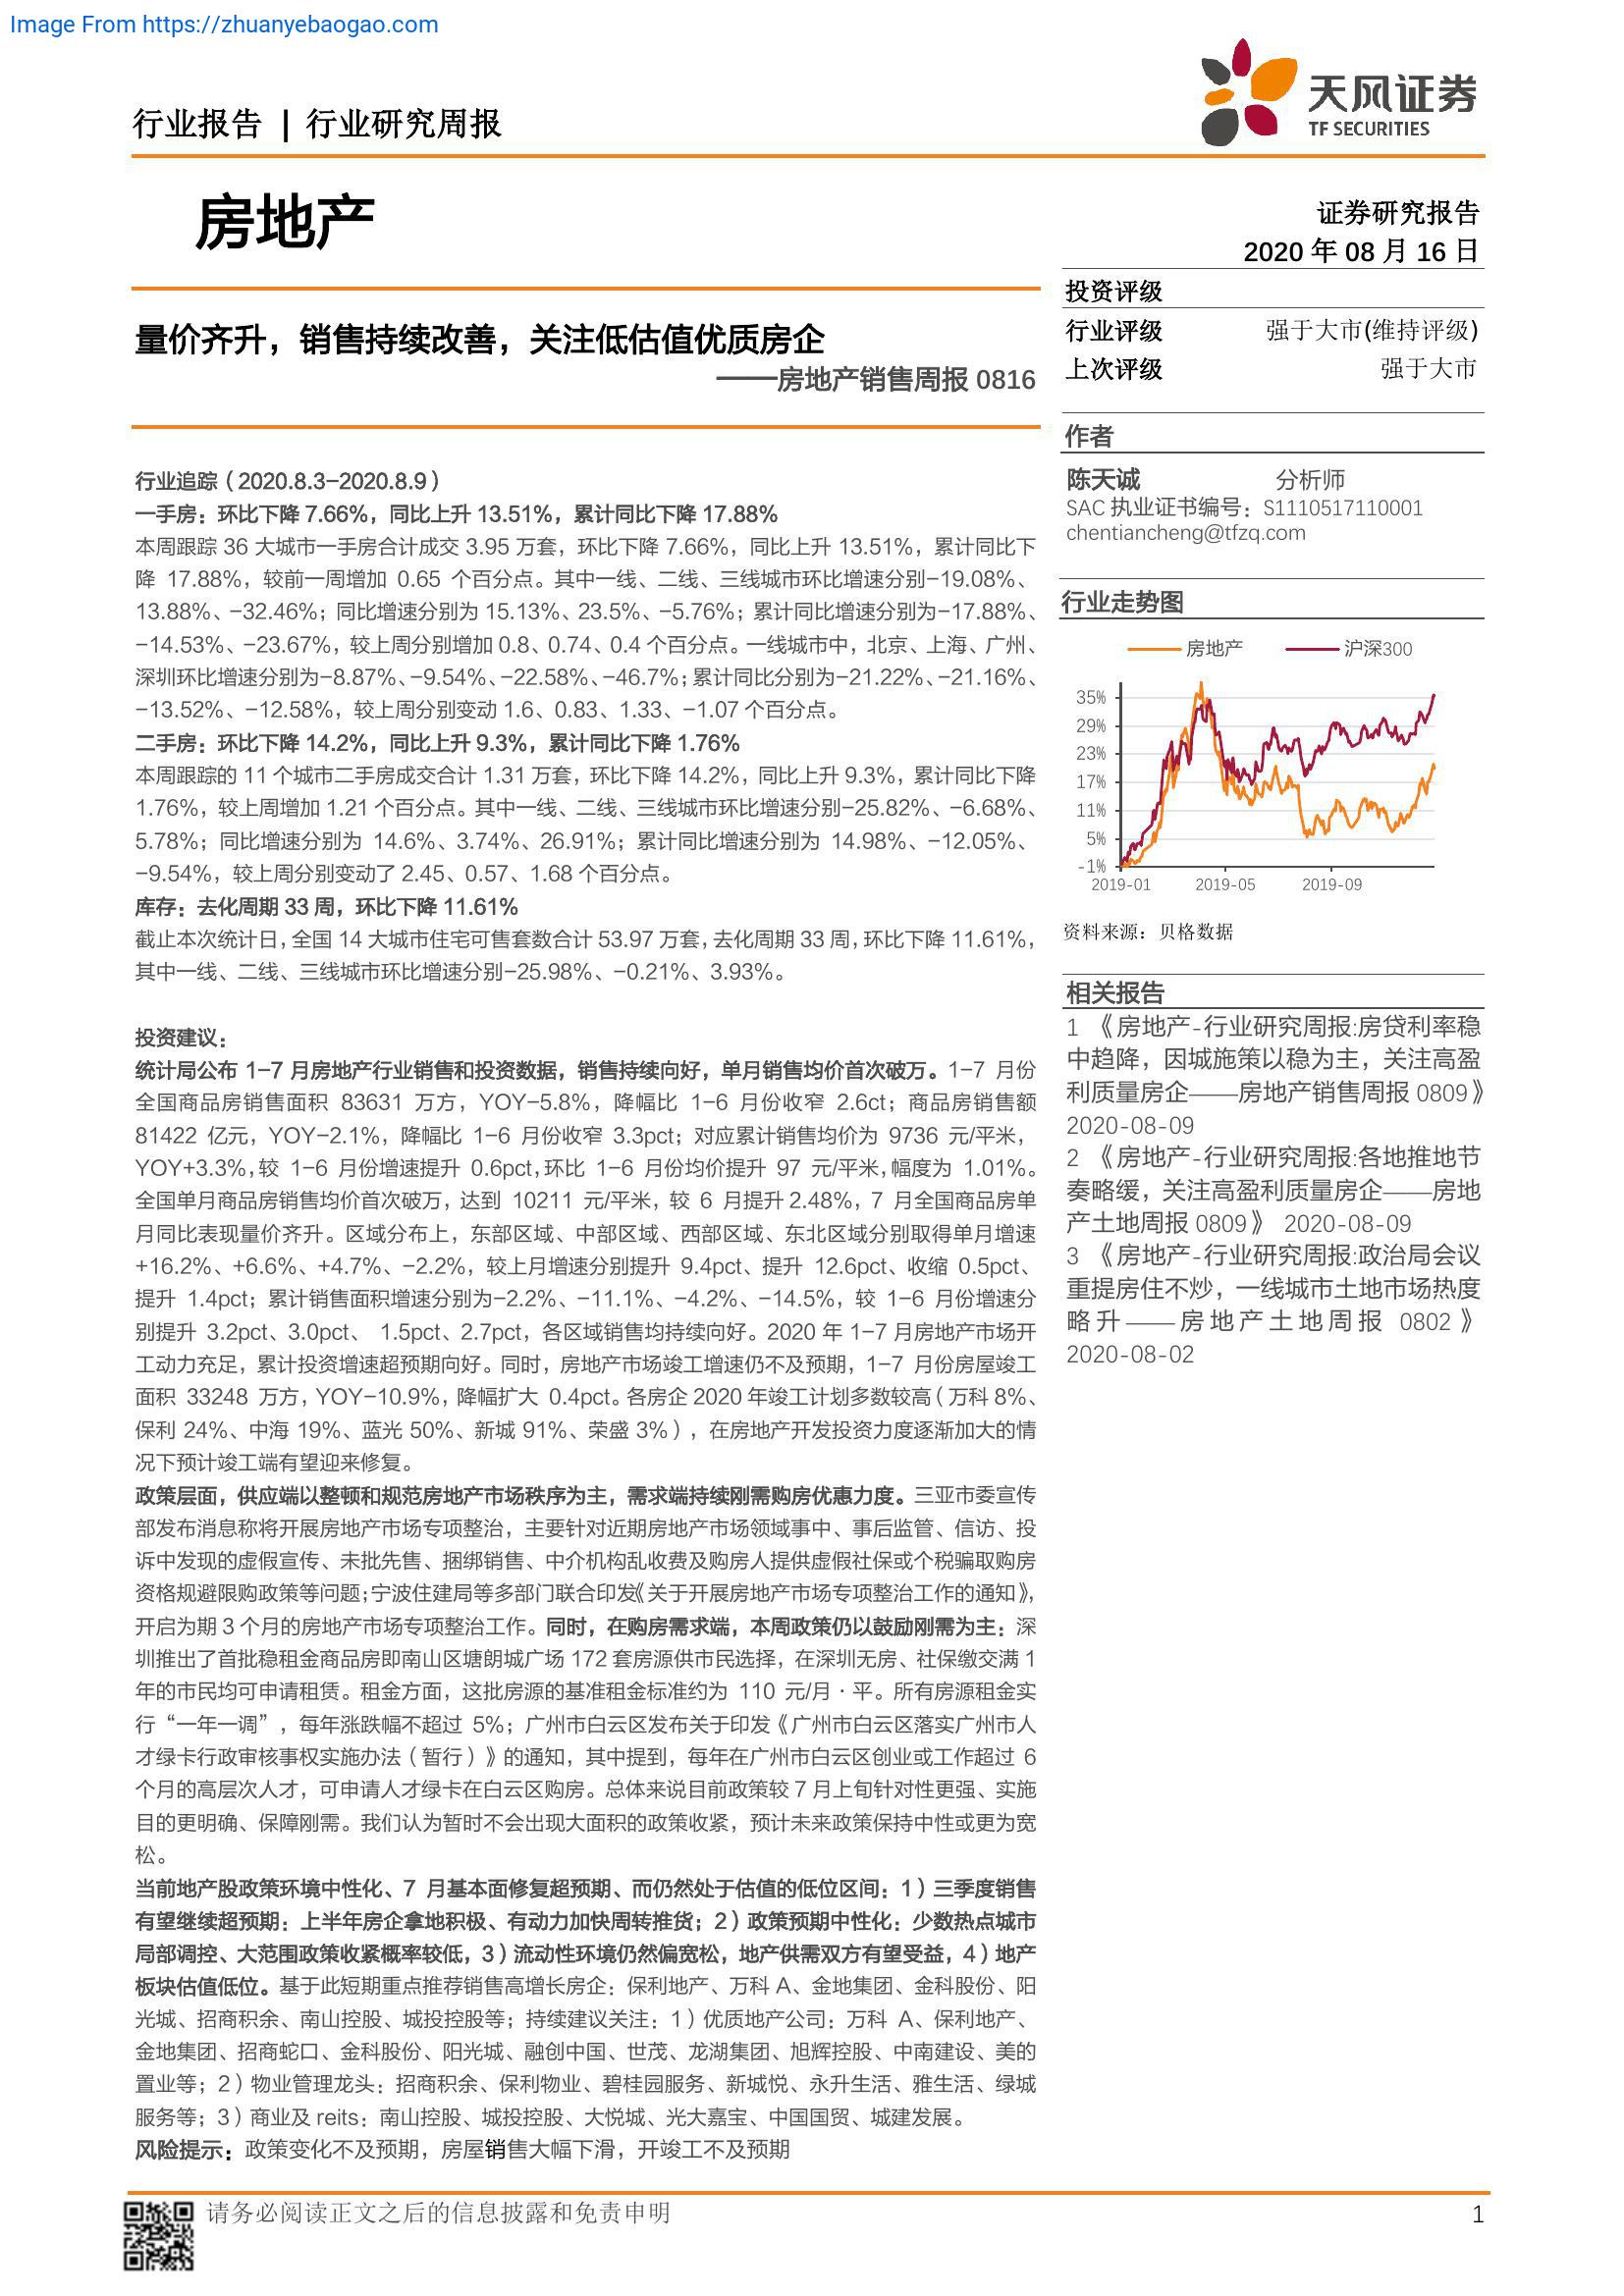 Image From https://zhuanyebaogao.com
行业报告 | 行业研究周报
天风证券
TF SECURITIES
房地产
证券研究报告
2020 年 08 月 16 日
量价齐升，销售持续改善，关注低估值优质房企
——房地产销售周报 0816
投资评级
行业评级 强于大市(维持评级)
上次评级 强于大市
行业追踪（2020.8.3-2020.8.9）
一手房：环比下降 7.66%，同比上升 13.51%，累计同比下降 17.88%
本周跟踪 36 大城市一手房合计成交 3.95 万套，环比下降 7.66%，同比上升 13.51%，累计同比下
降 17.88%，较前一周增加 0.65 个百分点。其中一线、二线、三线城市环比增速分别-19.08%、
13.88%、-32.46%；同比增速分别为 15.13%、23.5%、-5.76%；累计同比增速分别为-17.88%、
-14.53%、-23.67%，较上周分别增加 0.8、0.74、0.4 个百分点。一线城市中，北京、上海、广州、
深圳环比增速分别为-8.87%、-9.54%、-22.58%、-46.7%；累计同比分别为-21.22%、-21.16%、
-13.52%、-12.58%，较上周分别变动 1.6、0.83、1.33、-1.07 个百分点。
二手房：环比下降 14.2%，同比上升 9.3%，累计同比下降 1.76%
本周跟踪的 11 个城市二手房成交合计 1.31 万套，环比下降 14.2%，同比上升 9.3%，累计同比下降
1.76%，较上周增加 1.21 个百分点。其中一线、二线、三线城市环比增速分别-25.82%、-6.68%、
5.78%；同比增速分别为 14.6%、3.74%、26.91%；累计同比增速分别为 14.98%、-12.05%、
-9.54%，较上周分别变动了 2.45、0.57、1.68 个百分点。
库存：去化周期 33 周，环比下降 11.61%
截止本次统计日，全国 14 大城市住宅可售套数合计 53.97 万套，去化周期 33 周，环比下降 11.61%，
其中一线、二线、三线城市环比增速分别-25.98%、-0.21%、3.93%。
投资建议：
统计局公布 1-7 月房地产行业销售和投资数据，销售持续向好，单月销售均价首次破万。1-7 月份
全国商品房销售面积 83631 万方，YOY-5.8%，降幅比 1-6 月份收窄 2.6ct；商品房销售额
81422 亿元，YOY-2.1%，降幅比 1-6 月份收窄 3.3pct；对应累计销售均价为 9736 元/平米，
YOY+3.3%，较 1-6 月份增速提升 0.6pct，环比 1-6 月份均价提升 97 元/平米，幅度为 1.01%。
全国单月商品房销售均价首次破万，达到 10211 元/平米，较 6 月提升 2.48%，7 月全国商品房单
月同比表现量价齐升。区域分布上，东部区域、中部区域、西部区域、东北区域分别取得单月增速
+16.2%、+6.6%、+4.7%、-2.2%，较上月增速分别提升 9.4pct、提升 12.6pct、收缩 0.5pct、
提升 1.4pct；累计销售面积增速分别为-2.2%、-11.1%、-4.2%、-14.5%，较 1-6 月份增速分
别提升 3.2pct、3.0pct、 1.5pct、2.7pct，各区域销售均持续向好。2020 年 1-7 月房地产市场开
工动力充足，累计投资增速超预期向好。同时，房地产市场竣工增速仍不及预期，1-7 月份房屋竣工
面积 33248 万方，YOY-10.9%，降幅扩大 0.4pct。各房企 2020 年竣工计划多数较高（万科 8%、
保利 24%、中海 19%、蓝光 50%、新城 91%、荣盛 3%），在房地产开发投资力度逐渐加大的情
况下预计竣工端有望迎来修复。
政策层面，供应端以整顿和规范房地产市场秩序为主，需求端持续刚需购房优惠力度。三亚市委宣传
部发布消息称将开展房地产市场专项整治，主要针对近期房地产市场领域事中、事后监管、信访、投
诉中发现的虚假宣传、未批先售、捆绑销售、中介机构乱收费及购房人提供虚假社保或个税骗取购房
资格规避限购政策等问题；宁波住建局等多部门联合印发《关于开展房地产市场专项整治工作的通知》，
开启为期 3 个月的房地产市场专项整治工作。同时，在购房需求端，本周政策仍以鼓励刚需为主：深
圳推出了首批稳租金商品房即南山区塘朗城广场 172 套房源供市民选择，在深圳无房、社保缴交满 1
年的市民均可申请租赁。租金方面，这批房源的基准租金标准约为 110 元/月·平。所有房源租金实
行“一年一调”，每年涨跌幅不超过 5%；广州市白云区发布关于印发《广州市白云区落实广州市人
才绿卡行政审核事权实施办法（暂行）》的通知，其中提到，每年在广州市白云区创业或工作超过 6
个月的高层次人才，可申请人才绿卡在白云区购房。总体来说目前政策较 7 月上旬针对性更强、实施
目的更明确、保障刚需。我们认为暂时不会出现大面积的政策收紧，预计未来政策保持中性或更为宽
松。
当前地产股政策环境中性化、7 月基本面修复超预期、而仍然处于估值的低位区间：1）三季度销售
有望继续超预期：上半年房企拿地积极、有动力加快周转推货；2）政策预期中性化：少数热点城市
局部调控、大范围政策收紧概率较低，3）流动性环境仍然偏宽松，地产供需双方有望受益，4）地产
板块估值低位。基于此短期重点推荐销售高增长房企：保利地产、万科 A、金地集团、金科股份、阳
光城、招商积余、南山控股、城投控股等；持续建议关注：1）优质地产公司：万科 A、保利地产、
金地集团、招商蛇口、金科股份、阳光城、融创中国、世茂、龙湖集团、旭辉控股、中南建设、美的
置业等；2）物业管理龙头：招商积余、保利物业、碧桂园服务、新城悦、永升生活、雅生活、绿城
服务等；3）商业及 reits：南山控股、城投控股、大悦城、光大嘉宝、中国国贸、城建发展。
风险提示：政策变化不及预期，房屋销售大幅下滑，开竣工不及预期
作者
陈天诚 分析师
SAC 执业证书编号：S1110517110001
chentiancheng@tfzq.com
行业走势图
房地产 沪深300
35%
29%
23%
17%
11%
5%
-1%
2019-01 2019-05 2019-09
资料来源：贝格数据
相关报告
1 《房地产-行业研究周报:房贷利率稳
中趋降，因城施策以稳为主，关注高盈
利质量房企——房地产销售周报 0809》
2020-08-09
2 《房地产-行业研究周报:各地推地节
奏略缓，关注高盈利质量房企——房地
产土地周报 0809》 2020-08-09
3 《房地产-行业研究周报:政治局会议
重提房住不炒，一线城市土地市场热度
略升——房地产土地周报 0802》
2020-08-02
请务必阅读正文之后的信息披露和免责申明
1